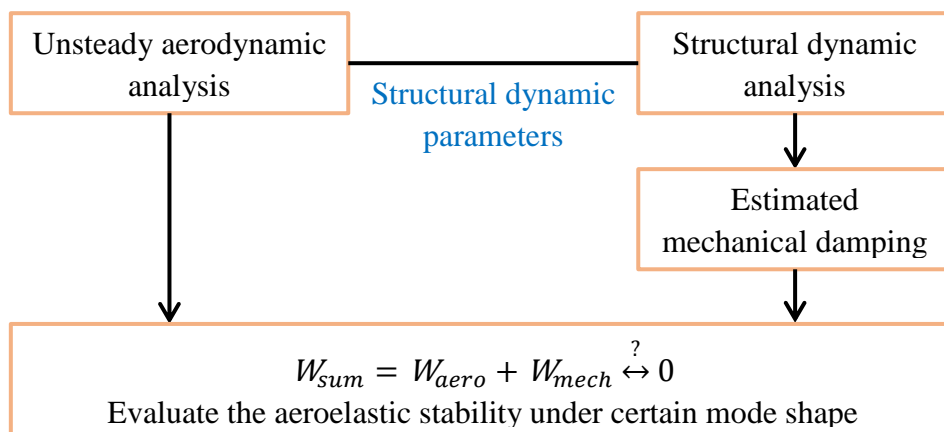 Unsteady aerodynamic
analysis
Structural dynamic
analysis
Structural dynamic
parameters
Estimated
mechanical damping
?
W_sum = W_aero + W_mech ↔ 0
Evaluate the aeroelastic stability under certain mode shape